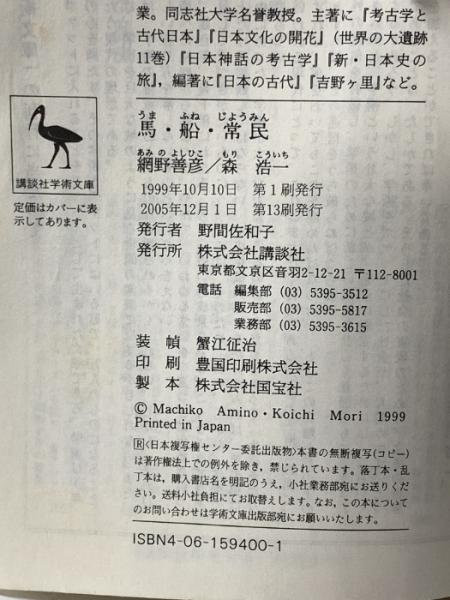 業。同志社大学名誉教授。主著に『考古学と
古代日本』『日本文化の開花』(世界の大遺跡
11巻)『日本神話の考古学』『新・日本史の
旅』,編著に『日本の古代』『吉野ヶ里』など。
講談社学術文庫
定価はカバーに表
示してあります。
うま ふね じようみん
馬・船・常民
あみ の よしひこ もり こういち
網野善彦/森 浩一
1999年10月10日 第1刷発行
2005年12月1日 第13刷発行
発行者 野間佐和子
発行所 株式会社講談社
東京都文京区音羽2-12-21 〒112-8001
電話 編集部 (03) 5395-3512
販売部 (03) 5395-5817
業務部 (03) 5395-3615
装 幀 蟹江征治
印 刷 豊国印刷株式会社
製 本 株式会社国宝社
© Machiko Amino・Koichi Mori 1999
Printed in Japan
Ⓡ〈日本複写権センター委託出版物〉本書の無断複写(コピー)
は著作権法上での例外を除き,禁じられています。落丁本・乱
丁本は,購入書店名を明記のうえ,小社業務部宛にお送りくだ
さい。送料小社負担にてお取替えします。なお,この本について
のお問い合わせは学術文庫出版部宛にお願いいたします。
ISBN4-06-159400-1